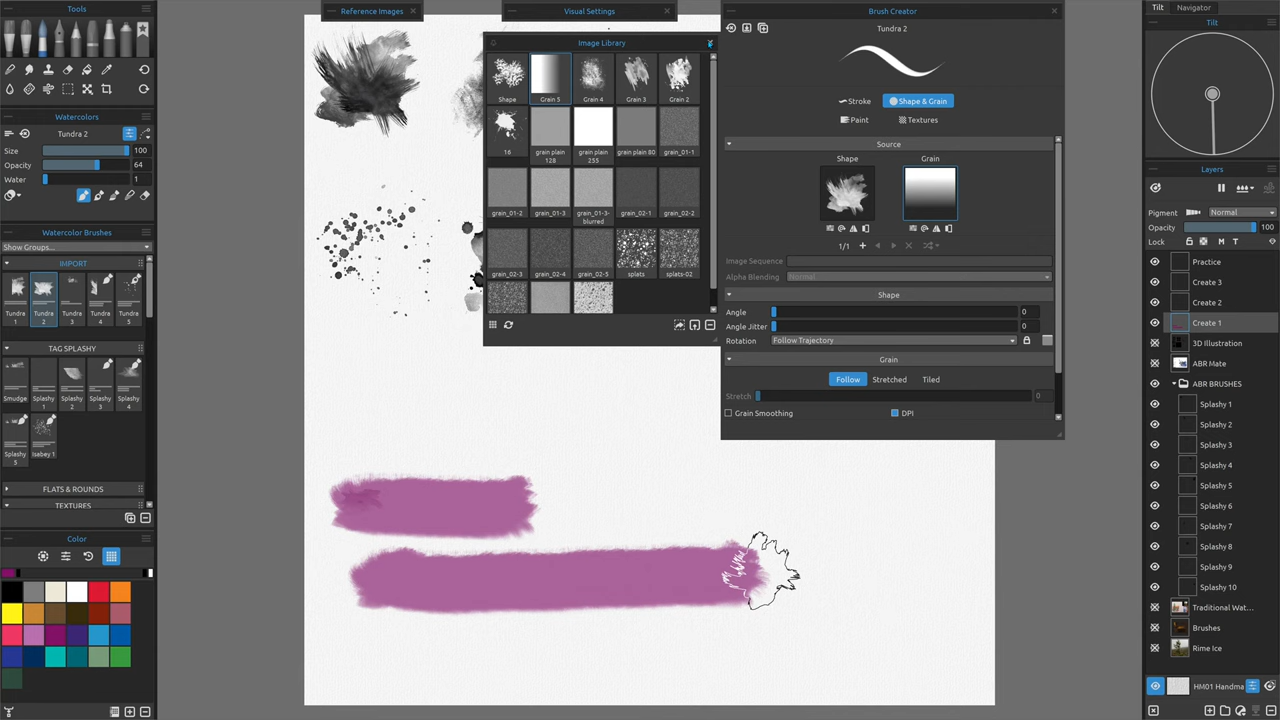 Tools
Watercolors
Tundra 2
Size 100
Opacity 64
Water 1
Watercolor Brushes
Show Groups...
IMPORT
Tundra 1
Tundra 2
Tundra 3
Tundra 4
Tundra 5
TAG SPLASHY
Smudge
Splashy 1
Splashy 2
Splashy 3
Splashy 4
Splashy 5
Isabey 1
FLATS & ROUNDS
TEXTURES
Color
Reference Images
Visual Settings
Image Library
Shape
Grain 5
Grain 4
Grain 3
Grain 2
16
grain plain 128
grain plain 255
grain plain 80
grain_01-1
grain_01-2
grain_01-3
grain_01-3-blurred
grain_02-1
grain_02-2
grain_02-3
grain_02-4
grain_02-5
splats
splats-02
Brush Creator
Tundra 2
Stroke
Shape & Grain
Paint
Textures
Source
Shape
Grain
1/1
Image Sequence
Alpha Blending Normal
Shape
Angle 0
Angle Jitter 0
Rotation Follow Trajectory
Grain
Follow
Stretched
Tiled
Stretch 0
Grain Smoothing
DPI
Tilt
Navigator
Tilt
Layers
Pigment Normal
Opacity 100
Lock M T
Practice
Create 3
Create 2
Create 1
3D Illustration
ABR Mate
ABR BRUSHES
Splashy 1
Splashy 2
Splashy 3
Splashy 4
Splashy 5
Splashy 6
Splashy 7
Splashy 8
Splashy 9
Splashy 10
Traditional Wat...
Brushes
Rime Ice
HM01 Handma